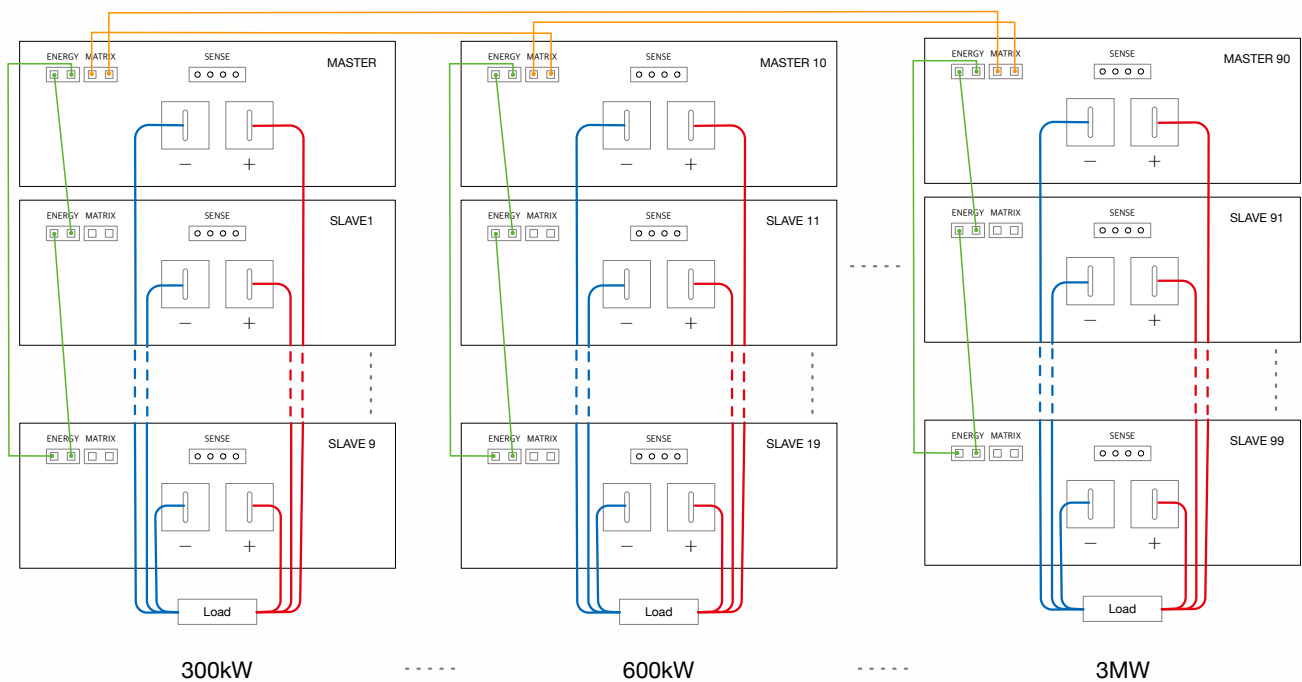 ENERGY MATRIX SENSE MASTER
− +
ENERGY MATRIX SENSE SLAVE1
− +
ENERGY MATRIX SENSE SLAVE 9
− +
Load
300kW
ENERGY MATRIX SENSE MASTER 10
− +
ENERGY MATRIX SENSE SLAVE 11
− +
ENERGY MATRIX SENSE SLAVE 19
− +
Load
600kW
ENERGY MATRIX SENSE MASTER 90
− +
ENERGY MATRIX SENSE SLAVE 91
− +
ENERGY MATRIX SENSE SLAVE 99
− +
Load
3MW